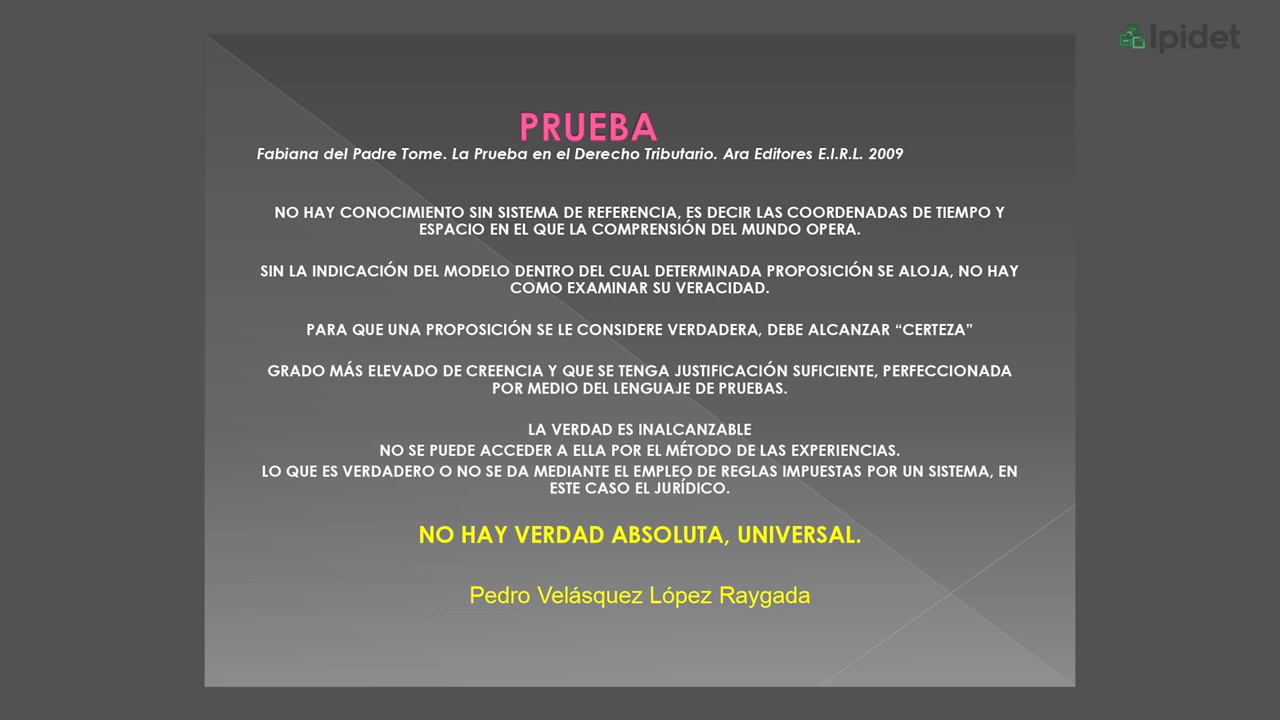 Ipidet
PRUEBA
Fabiana del Padre Tome. La Prueba en el Derecho Tributario. Ara Editores E.I.R.L. 2009
NO HAY CONOCIMIENTO SIN SISTEMA DE REFERENCIA, ES DECIR LAS COORDENADAS DE TIEMPO Y
ESPACIO EN EL QUE LA COMPRENSIÓN DEL MUNDO OPERA.
SIN LA INDICACIÓN DEL MODELO DENTRO DEL CUAL DETERMINADA PROPOSICIÓN SE ALOJA, NO HAY
COMO EXAMINAR SU VERACIDAD.
PARA QUE UNA PROPOSICIÓN SE LE CONSIDERE VERDADERA, DEBE ALCANZAR “CERTEZA”
GRADO MÁS ELEVADO DE CREENCIA Y QUE SE TENGA JUSTIFICACIÓN SUFICIENTE, PERFECCIONADA
POR MEDIO DEL LENGUAJE DE PRUEBAS.
LA VERDAD ES INALCANZABLE
NO SE PUEDE ACCEDER A ELLA POR EL MÉTODO DE LAS EXPERIENCIAS.
LO QUE ES VERDADERO O NO SE DA MEDIANTE EL EMPLEO DE REGLAS IMPUESTAS POR UN SISTEMA, EN
ESTE CASO EL JURÍDICO.
NO HAY VERDAD ABSOLUTA, UNIVERSAL.
Pedro Velásquez López Raygada